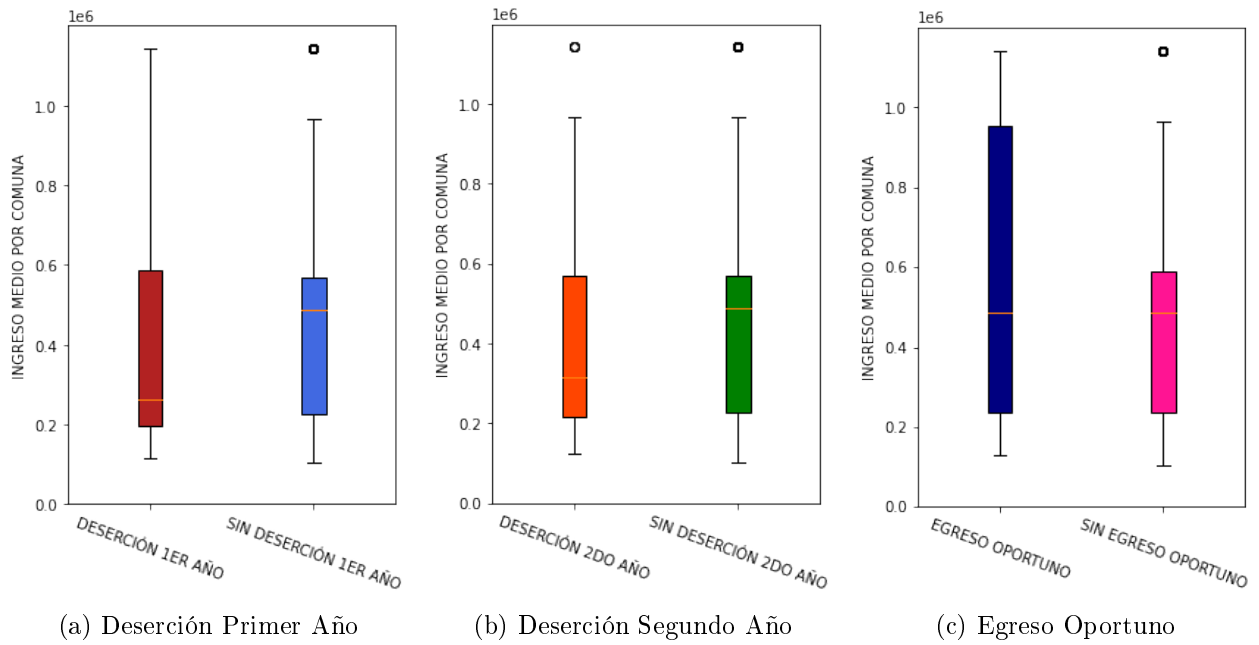 1e6
INGRESO MEDIO POR COMUNA
1.0
0.8
0.6
0.4
0.2
0.0
DESERCIÓN 1ER AÑO
SIN DESERCIÓN 1ER AÑO
(a) Deserción Primer Año
1e6
INGRESO MEDIO POR COMUNA
1.0
0.8
0.6
0.4
0.2
0.0
DESERCIÓN 2DO AÑO
SIN DESERCIÓN 2DO AÑO
(b) Deserción Segundo Año
1e6
INGRESO MEDIO POR COMUNA
1.0
0.8
0.6
0.4
0.2
0.0
EGRESO OPORTUNO
SIN EGRESO OPORTUNO
(c) Egreso Oportuno